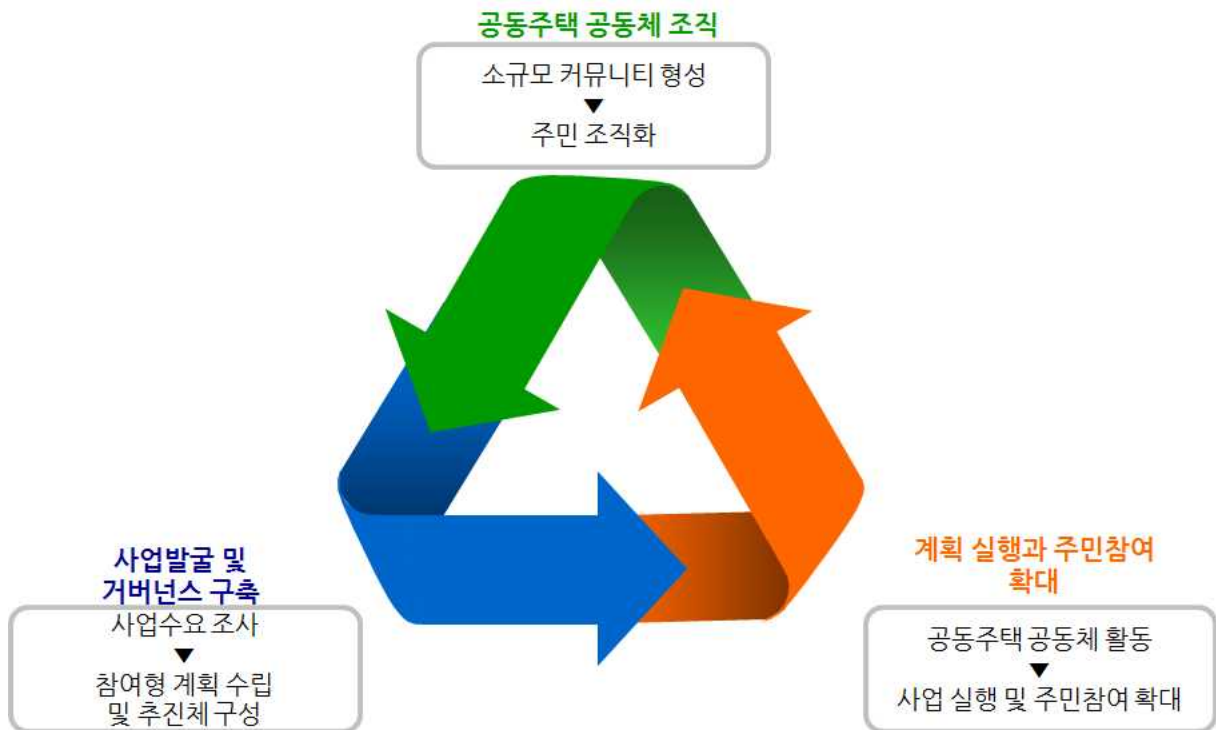 공동주택 공동체 조직
소규모 커뮤니티 형성
▼
주민 조직화
사업발굴 및
거버넌스 구축
사업수요 조사
▼
참여형 계획 수립
및 추진체 구성
계획 실행과 주민참여
확대
공동주택 공동체 활동
▼
사업 실행 및 주민참여 확대